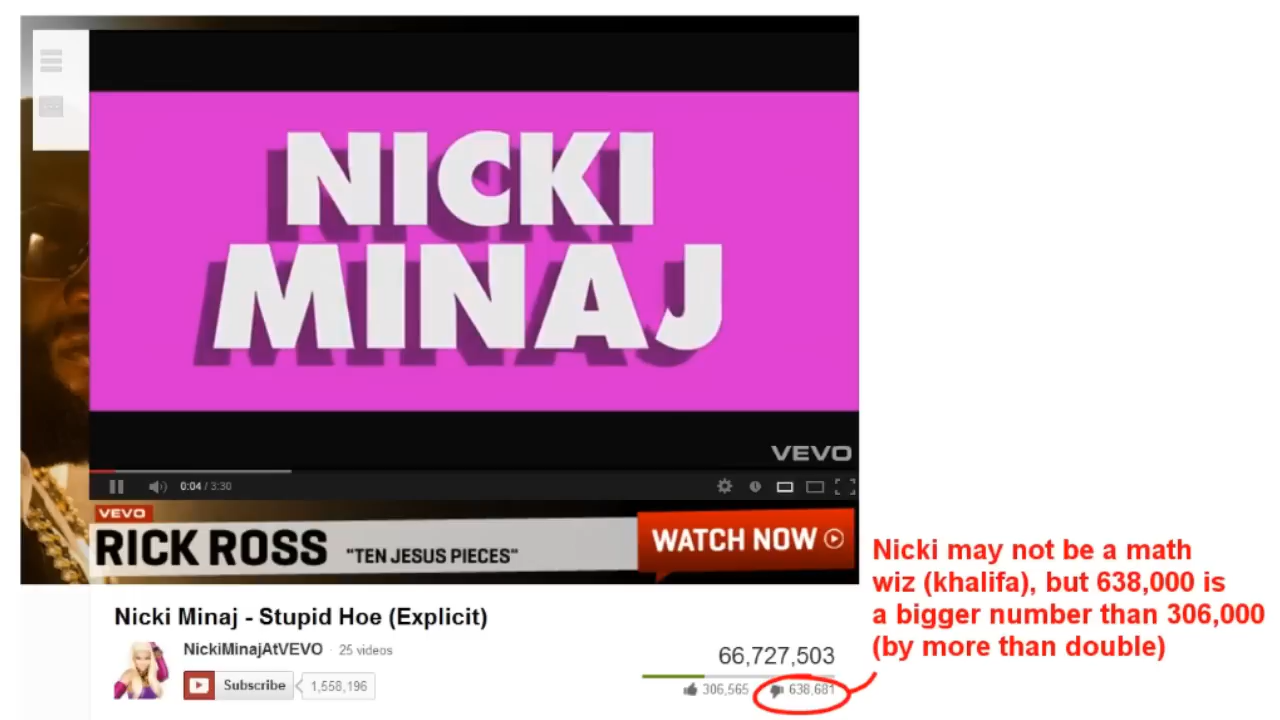 NICKI
MINAJ
VEVO
0:04 / 3:30
VEVO
RICK ROSS "TEN JESUS PIECES" WATCH NOW
Nicki may not be a math
wiz (khalifa), but 638,000 is
a bigger number than 306,000
(by more than double)
Nicki Minaj - Stupid Hoe (Explicit)
NickiMinajAtVEVO · 25 videos
Subscribe 1,558,196
66,727,503
306,565 638,681